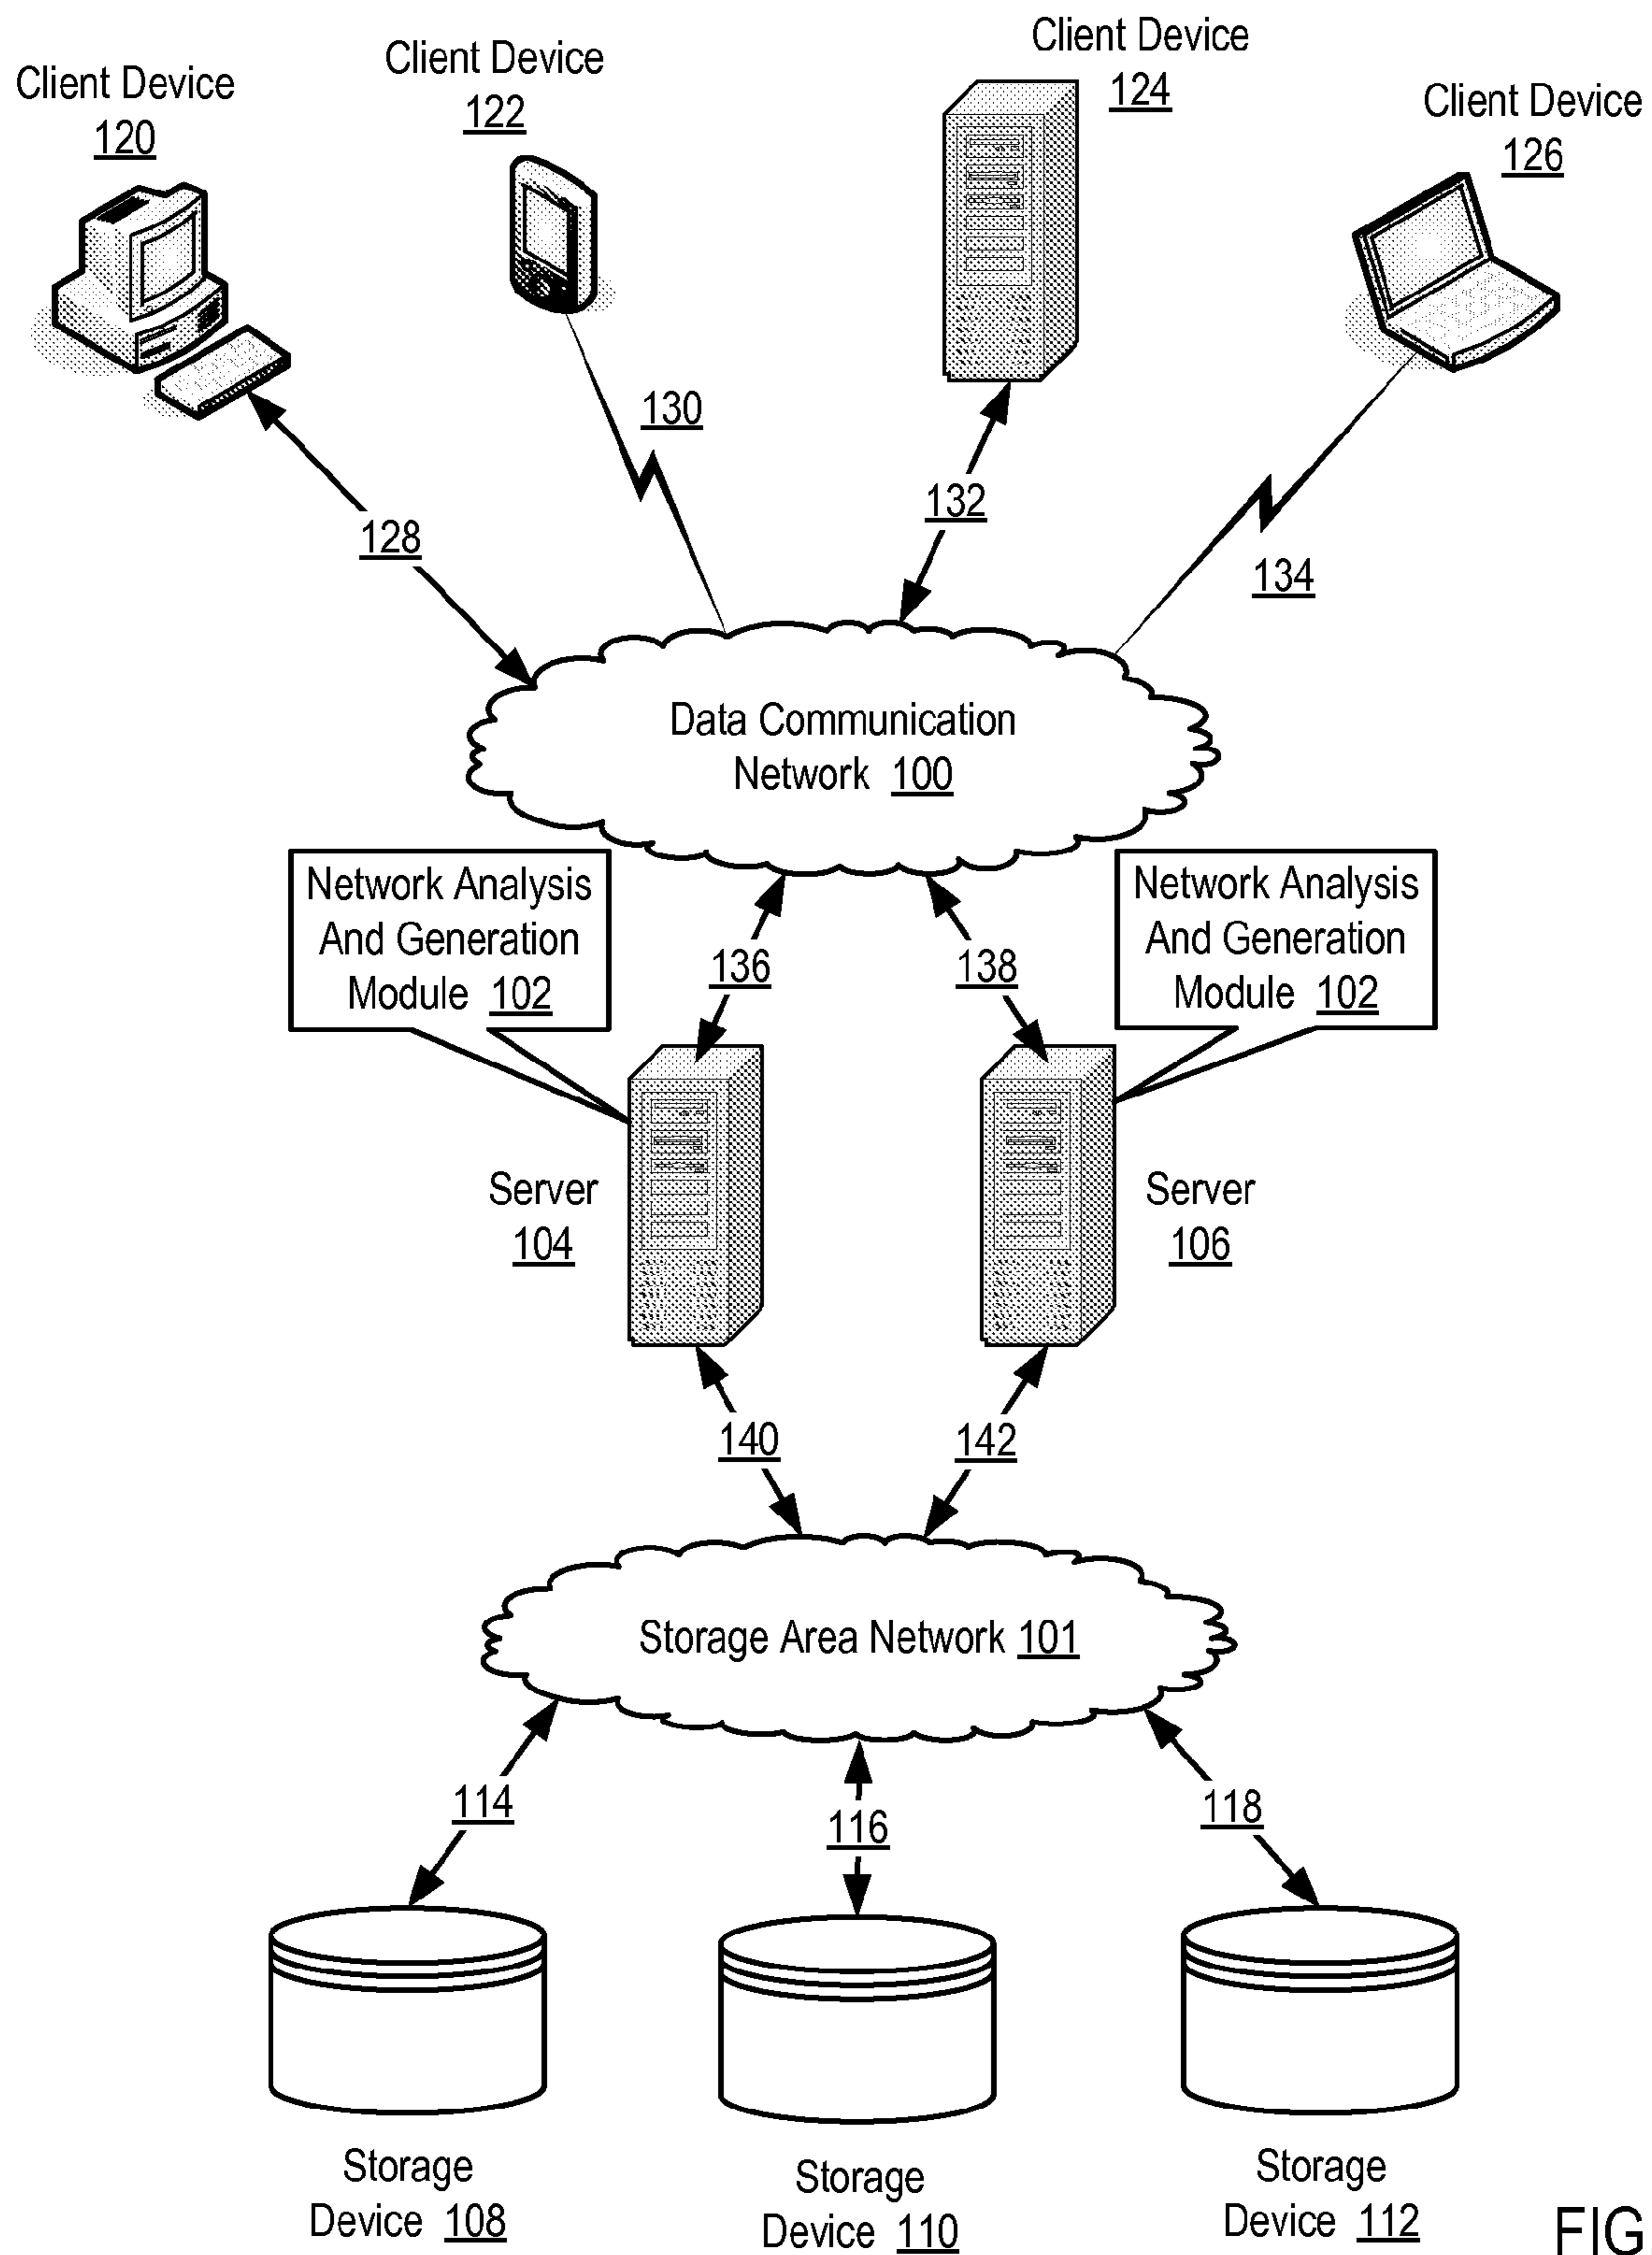 Client Device
124
Client Device
122
Client Device
120
Client Device
126
130
132
128
134
Data Communication
Network 100
Network Analysis
And Generation
Module 102
Network Analysis
And Generation
Module 102
136
138
Server
104
Server
106
140
142
Storage Area Network 101
114
116
118
Storage
Device 108
Storage
Device 110
Storage
Device 112
FIG